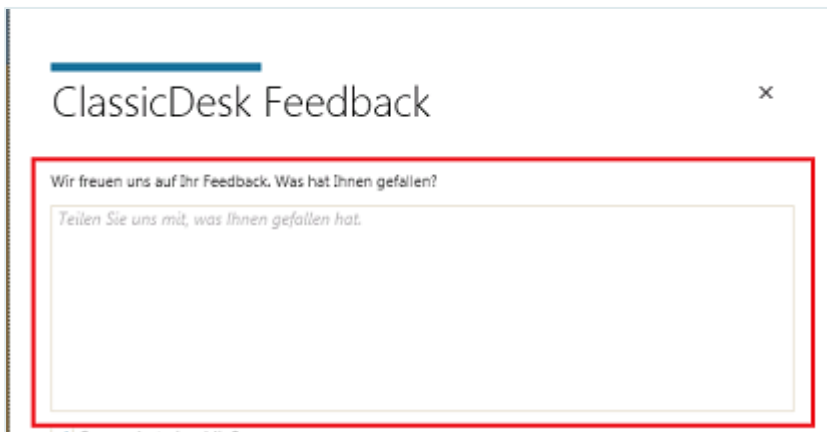 ClassicDesk Feedback
×
Wir freuen uns auf Ihr Feedback. Was hat Ihnen gefallen?
Teilen Sie uns mit, was Ihnen gefallen hat.